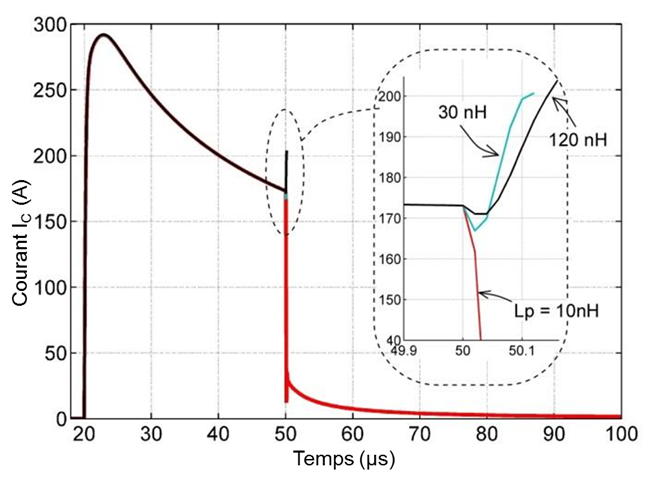 300
250
200
150
100
50
0
Courant I_C (A)
20 30 40 50 60 70 80 90 100
Temps (µs)
200
190
180
170
160
150
40
49.9 50 50.1
30 nH
120 nH
Lp = 10nH